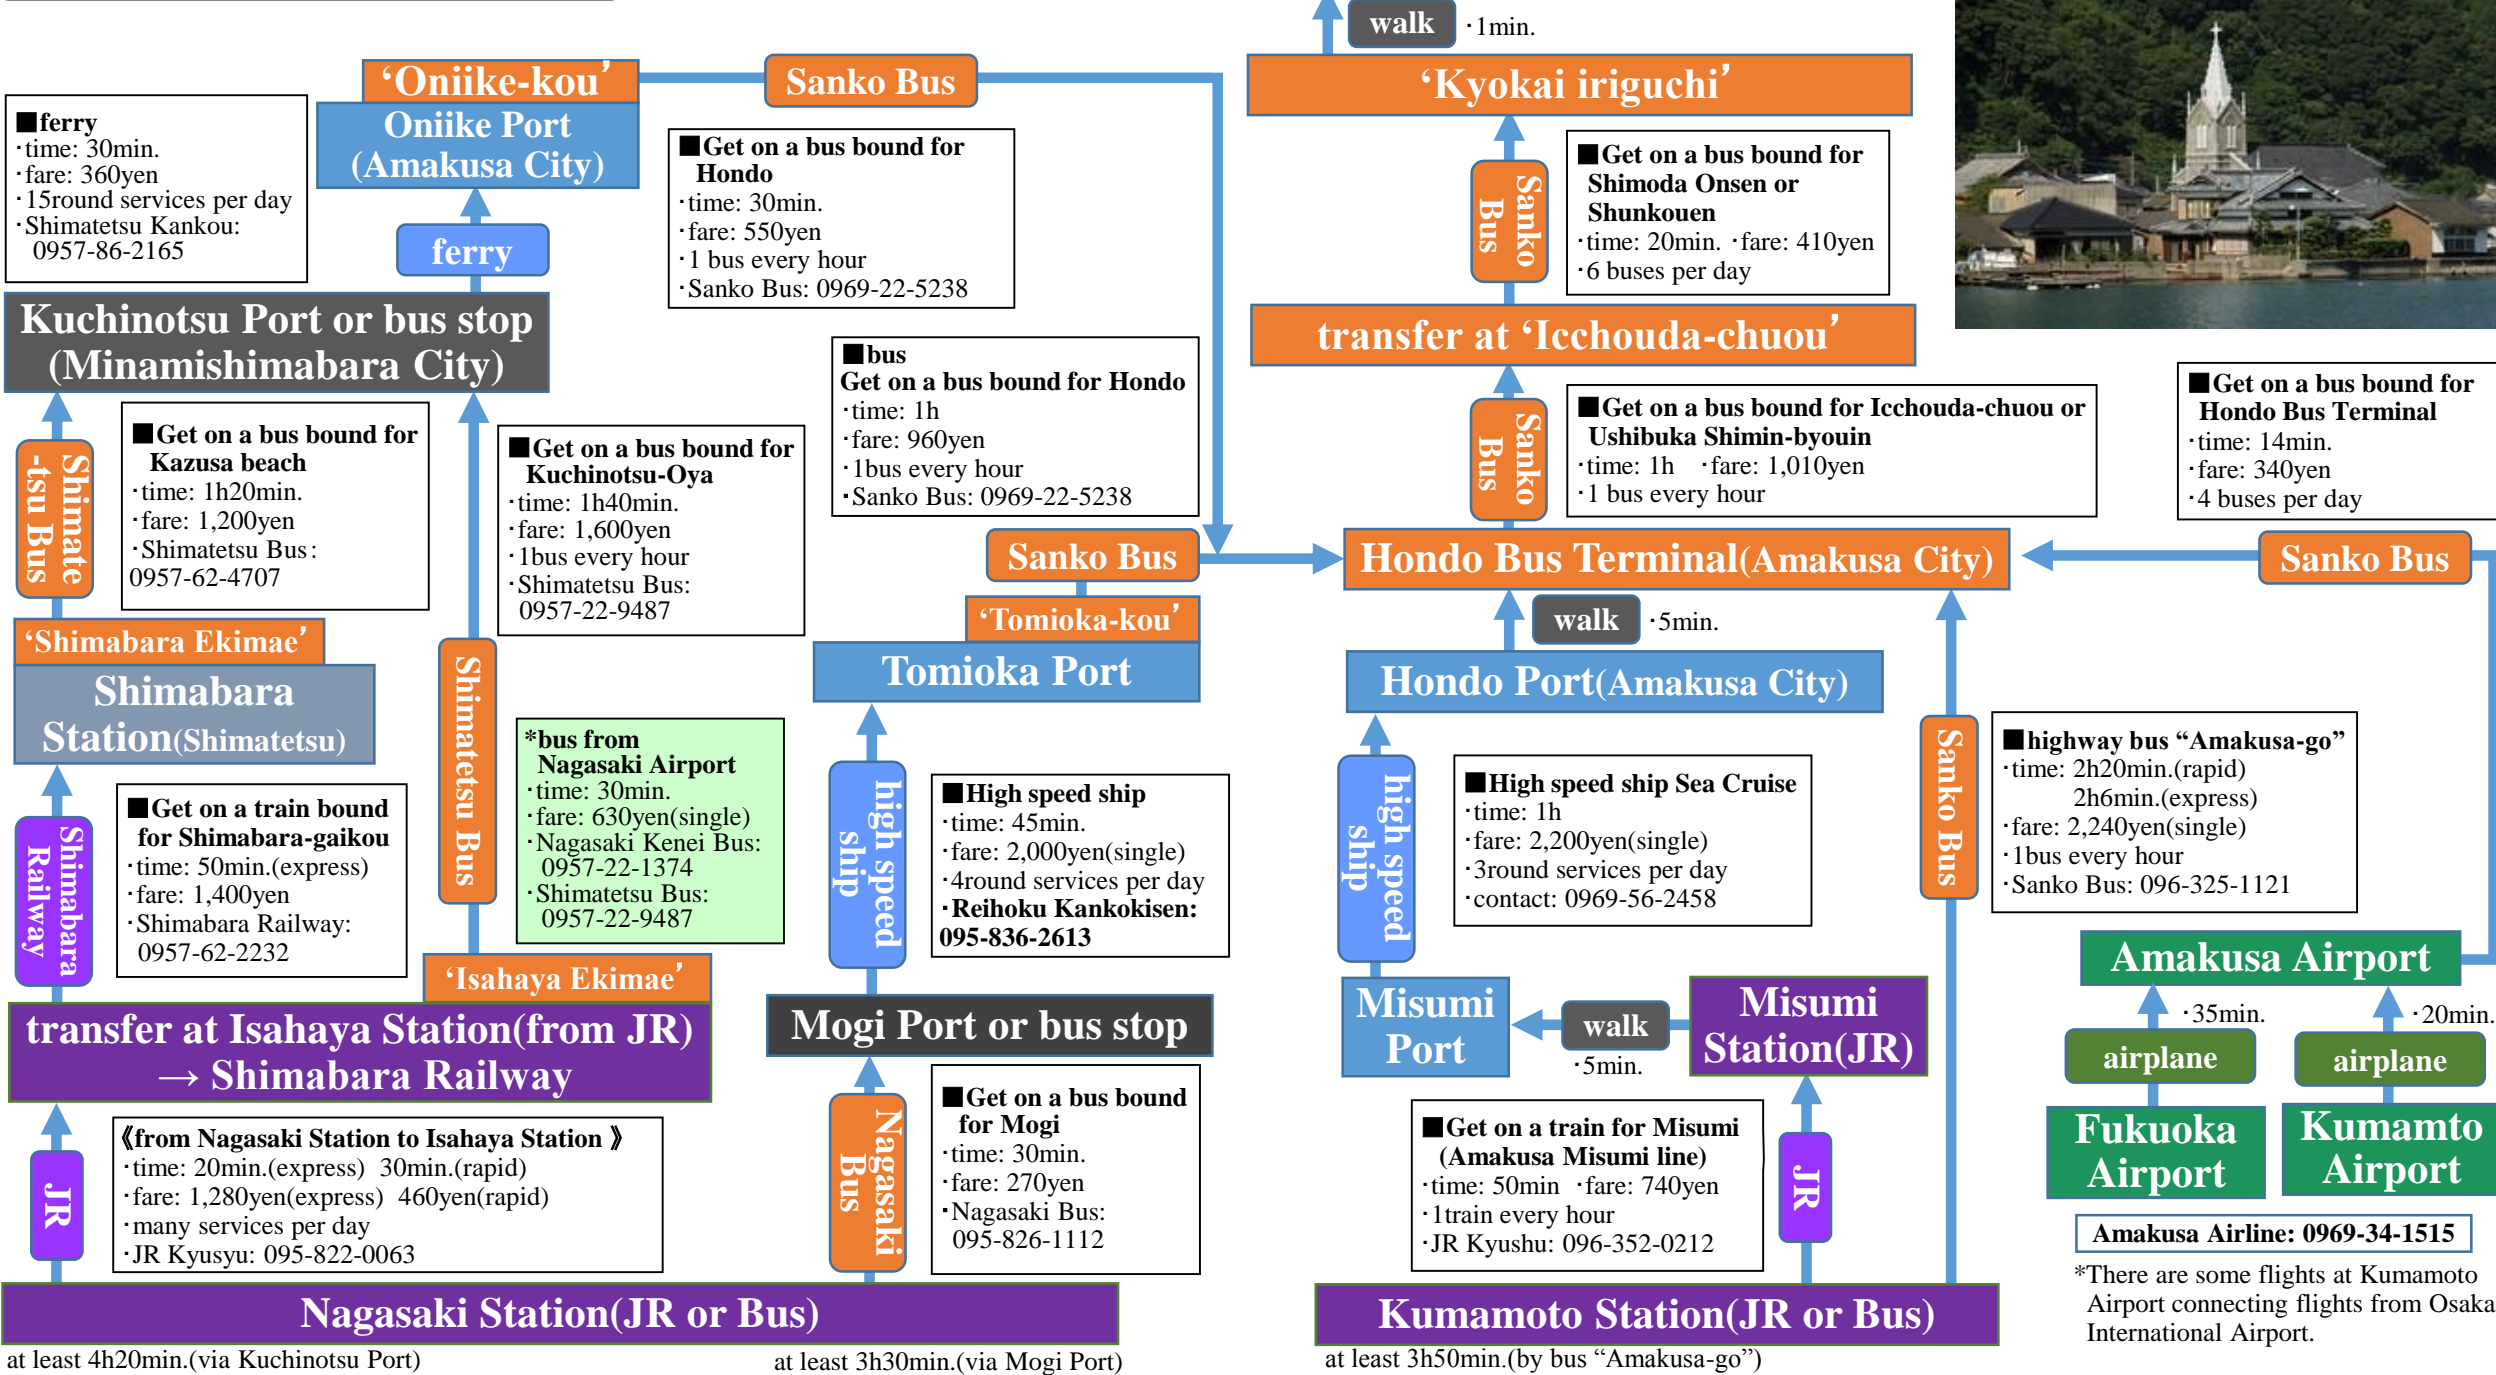 walk ･1min.
‘Oniike-kou’
Sanko Bus
‘Kyokai iriguchi’
■ferry
･time: 30min.
･fare: 360yen
･15round services per day
･Shimatetsu Kankou:
0957-86-2165
Oniike Port
(Amakusa City)
■Get on a bus bound for
Hondo
･time: 30min.
･fare: 550yen
･1 bus every hour
･Sanko Bus: 0969-22-5238
ferry
Sanko
Bus
■Get on a bus bound for
Shimoda Onsen or
Shunkouen
･time: 20min. ･fare: 410yen
･6 buses per day
Kuchinotsu Port or bus stop
(Minamishimabara City)
transfer at ‘Icchouda-chuou’
■bus
Get on a bus bound for Hondo
･time: 1h
･fare: 960yen
･1bus every hour
･Sanko Bus: 0969-22-5238
Sanko
Bus
■Get on a bus bound for Icchouda-chuou or
Ushibuka Shimin-byouin
･time: 1h ･fare: 1,010yen
･1 bus every hour
■Get on a bus bound for
Hondo Bus Terminal
･time: 14min.
･fare: 340yen
･4 buses per day
Shimate
-tsu Bus
■Get on a bus bound for
Kazusa beach
･time: 1h20min.
･fare: 1,200yen
･Shimatetsu Bus:
0957-62-4707
■Get on a bus bound for
Kuchinotsu-Oya
･time: 1h40min.
･fare: 1,600yen
･1bus every hour
･Shimatetsu Bus:
0957-22-9487
Sanko Bus
Hondo Bus Terminal(Amakusa City)
Sanko Bus
‘Tomioka-kou’
Tomioka Port
walk ･5min.
Hondo Port(Amakusa City)
‘Shimabara Ekimae’
Shimabara
Station(Shimatetsu)
Shimatetsu Bus
*bus from
Nagasaki Airport
･time: 30min.
･fare: 630yen(single)
･Nagasaki Kenei Bus:
0957-22-1374
･Shimatetsu Bus:
0957-22-9487
high speed
ship
■High speed ship
･time: 45min.
･fare: 2,000yen(single)
･4round services per day
･Reihoku Kankokisen:
095-836-2613
high speed
ship
■High speed ship Sea Cruise
･time: 1h
･fare: 2,200yen(single)
･3round services per day
･contact: 0969-56-2458
Sanko Bus
■highway bus “Amakusa-go”
･time: 2h20min.(rapid)
2h6min.(express)
･fare: 2,240yen(single)
･1bus every hour
･Sanko Bus: 096-325-1121
Shimabara
Railway
■Get on a train bound
for Shimabara-gaikou
･time: 50min.(express)
･fare: 1,400yen
･Shimabara Railway:
0957-62-2232
‘Isahaya Ekimae’
transfer at Isahaya Station(from JR)
→ Shimabara Railway
Mogi Port or bus stop
Misumi
Port
walk
･5min.
Misumi
Station(JR)
Amakusa Airport
･35min.
･20min.
airplane
airplane
Fukuoka
Airport
Kumamto
Airport
JR
《from Nagasaki Station to Isahaya Station 》
･time: 20min.(express) 30min.(rapid)
･fare: 1,280yen(express) 460yen(rapid)
･many services per day
･JR Kyusyu: 095-822-0063
Nagasaki
Bus
■Get on a bus bound
for Mogi
･time: 30min.
･fare: 270yen
･Nagasaki Bus:
095-826-1112
■Get on a train for Misumi
(Amakusa Misumi line)
･time: 50min ･fare: 740yen
･1train every hour
･JR Kyushu: 096-352-0212
JR
Amakusa Airline: 0969-34-1515
*There are some flights at Kumamoto
Airport connecting flights from Osaka
International Airport.
Nagasaki Station(JR or Bus)
Kumamoto Station(JR or Bus)
at least 4h20min.(via Kuchinotsu Port)
at least 3h30min.(via Mogi Port)
at least 3h50min.(by bus “Amakusa-go”)